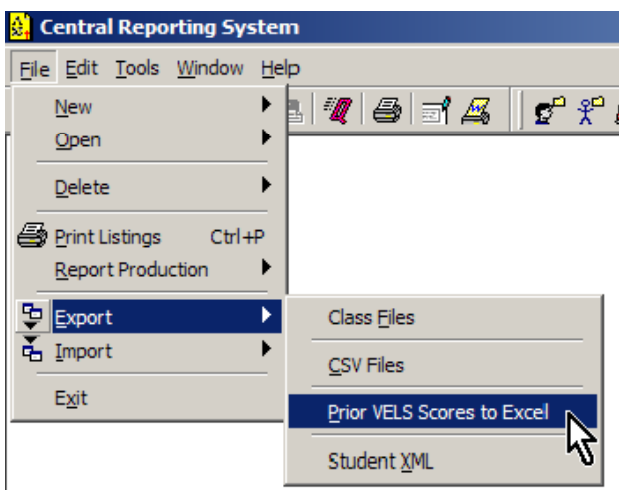 Central Reporting System
File Edit Tools Window Help
New
Open
Delete
Print Listings Ctrl+P
Report Production
Export
Import
Exit
Class Files
CSV Files
Prior VELS Scores to Excel
Student XML